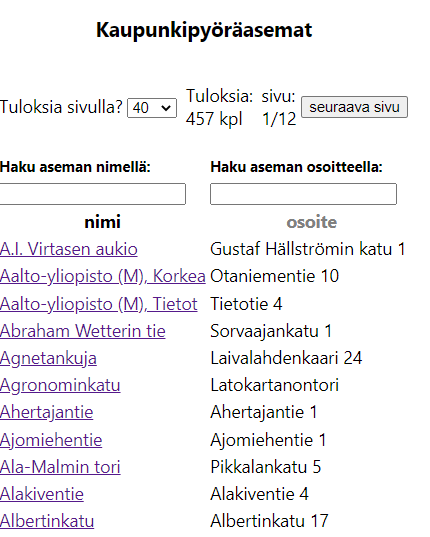 Kaupunkipyöräasemat
Tuloksia sivulla? 40 Tuloksia: 457 kpl sivu: 1/12 seuraava sivu
Haku aseman nimellä: Haku aseman osoitteella:
nimi osoite
A.I. Virtasen aukio Gustaf Hällströmin katu 1
Aalto-yliopisto (M), Korkea Otaniementie 10
Aalto-yliopisto (M), Tietot Tietotie 4
Abraham Wetterin tie Sorvaajankatu 1
Agnetankuja Laivalahdenkaari 24
Agronominkatu Latokartanontori
Ahertajantie Ahertajantie 1
Ajomiehentie Ajomiehentie 1
Ala-Malmin tori Pikkalankatu 5
Alakiventie Alakiventie 4
Albertinkatu Albertinkatu 17